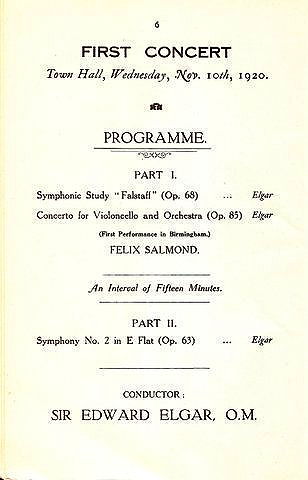 6
FIRST CONCERT
Town Hall, Wednesday, Nov. 10th, 1920.
PROGRAMME.
PART I.
Symphonic Study "Falstaff" (Op. 68) ... Elgar
Concerto for Violoncello and Orchestra (Op. 85) Elgar
(First Performance in Birmingham.)
FELIX SALMOND.
An Interval of Fifteen Minutes.
PART II.
Symphony No. 2 in E Flat (Op. 63) ... Elgar
CONDUCTOR :
SIR EDWARD ELGAR, O.M.